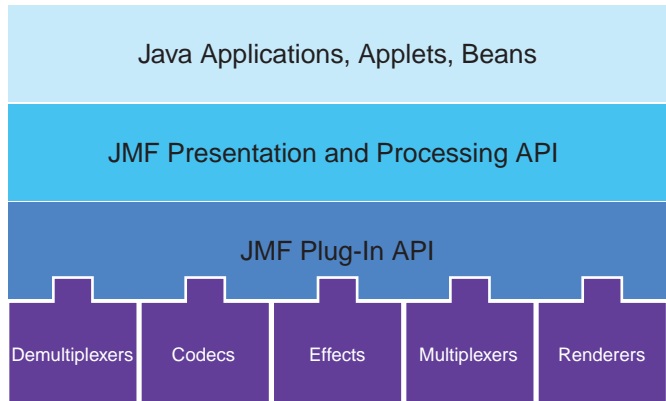 Java Applications, Applets, Beans
JMF Presentation and Processing API
JMF Plug-In API
Demultiplexers
Codecs
Effects
Multiplexers
Renderers